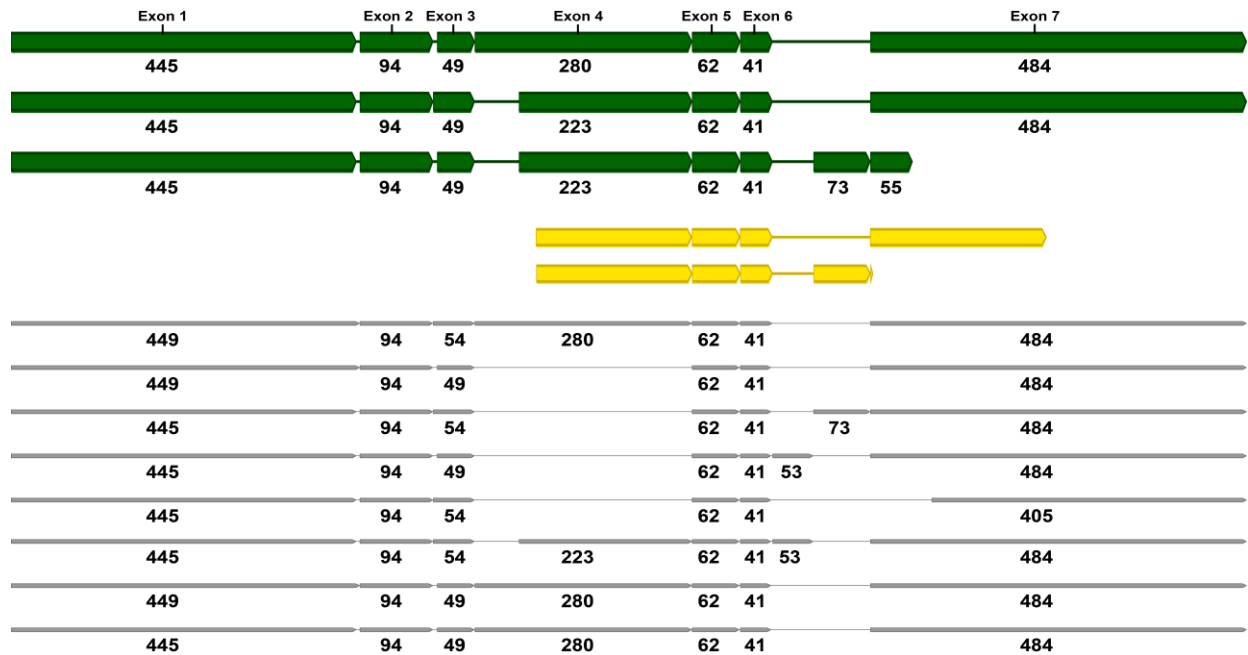 Exon 1 Exon 2 Exon 3 Exon 4 Exon 5 Exon 6 Exon 7
445 94 49 280 62 41 484
445 94 49 223 62 41 484
445 94 49 223 62 41 73 55
449 94 54 280 62 41 484
449 94 49 62 41 484
445 94 54 62 41 73 484
445 94 49 62 41 53 484
445 94 54 62 41 405
445 94 54 223 62 41 53 484
449 94 49 280 62 41 484
445 94 49 280 62 41 484